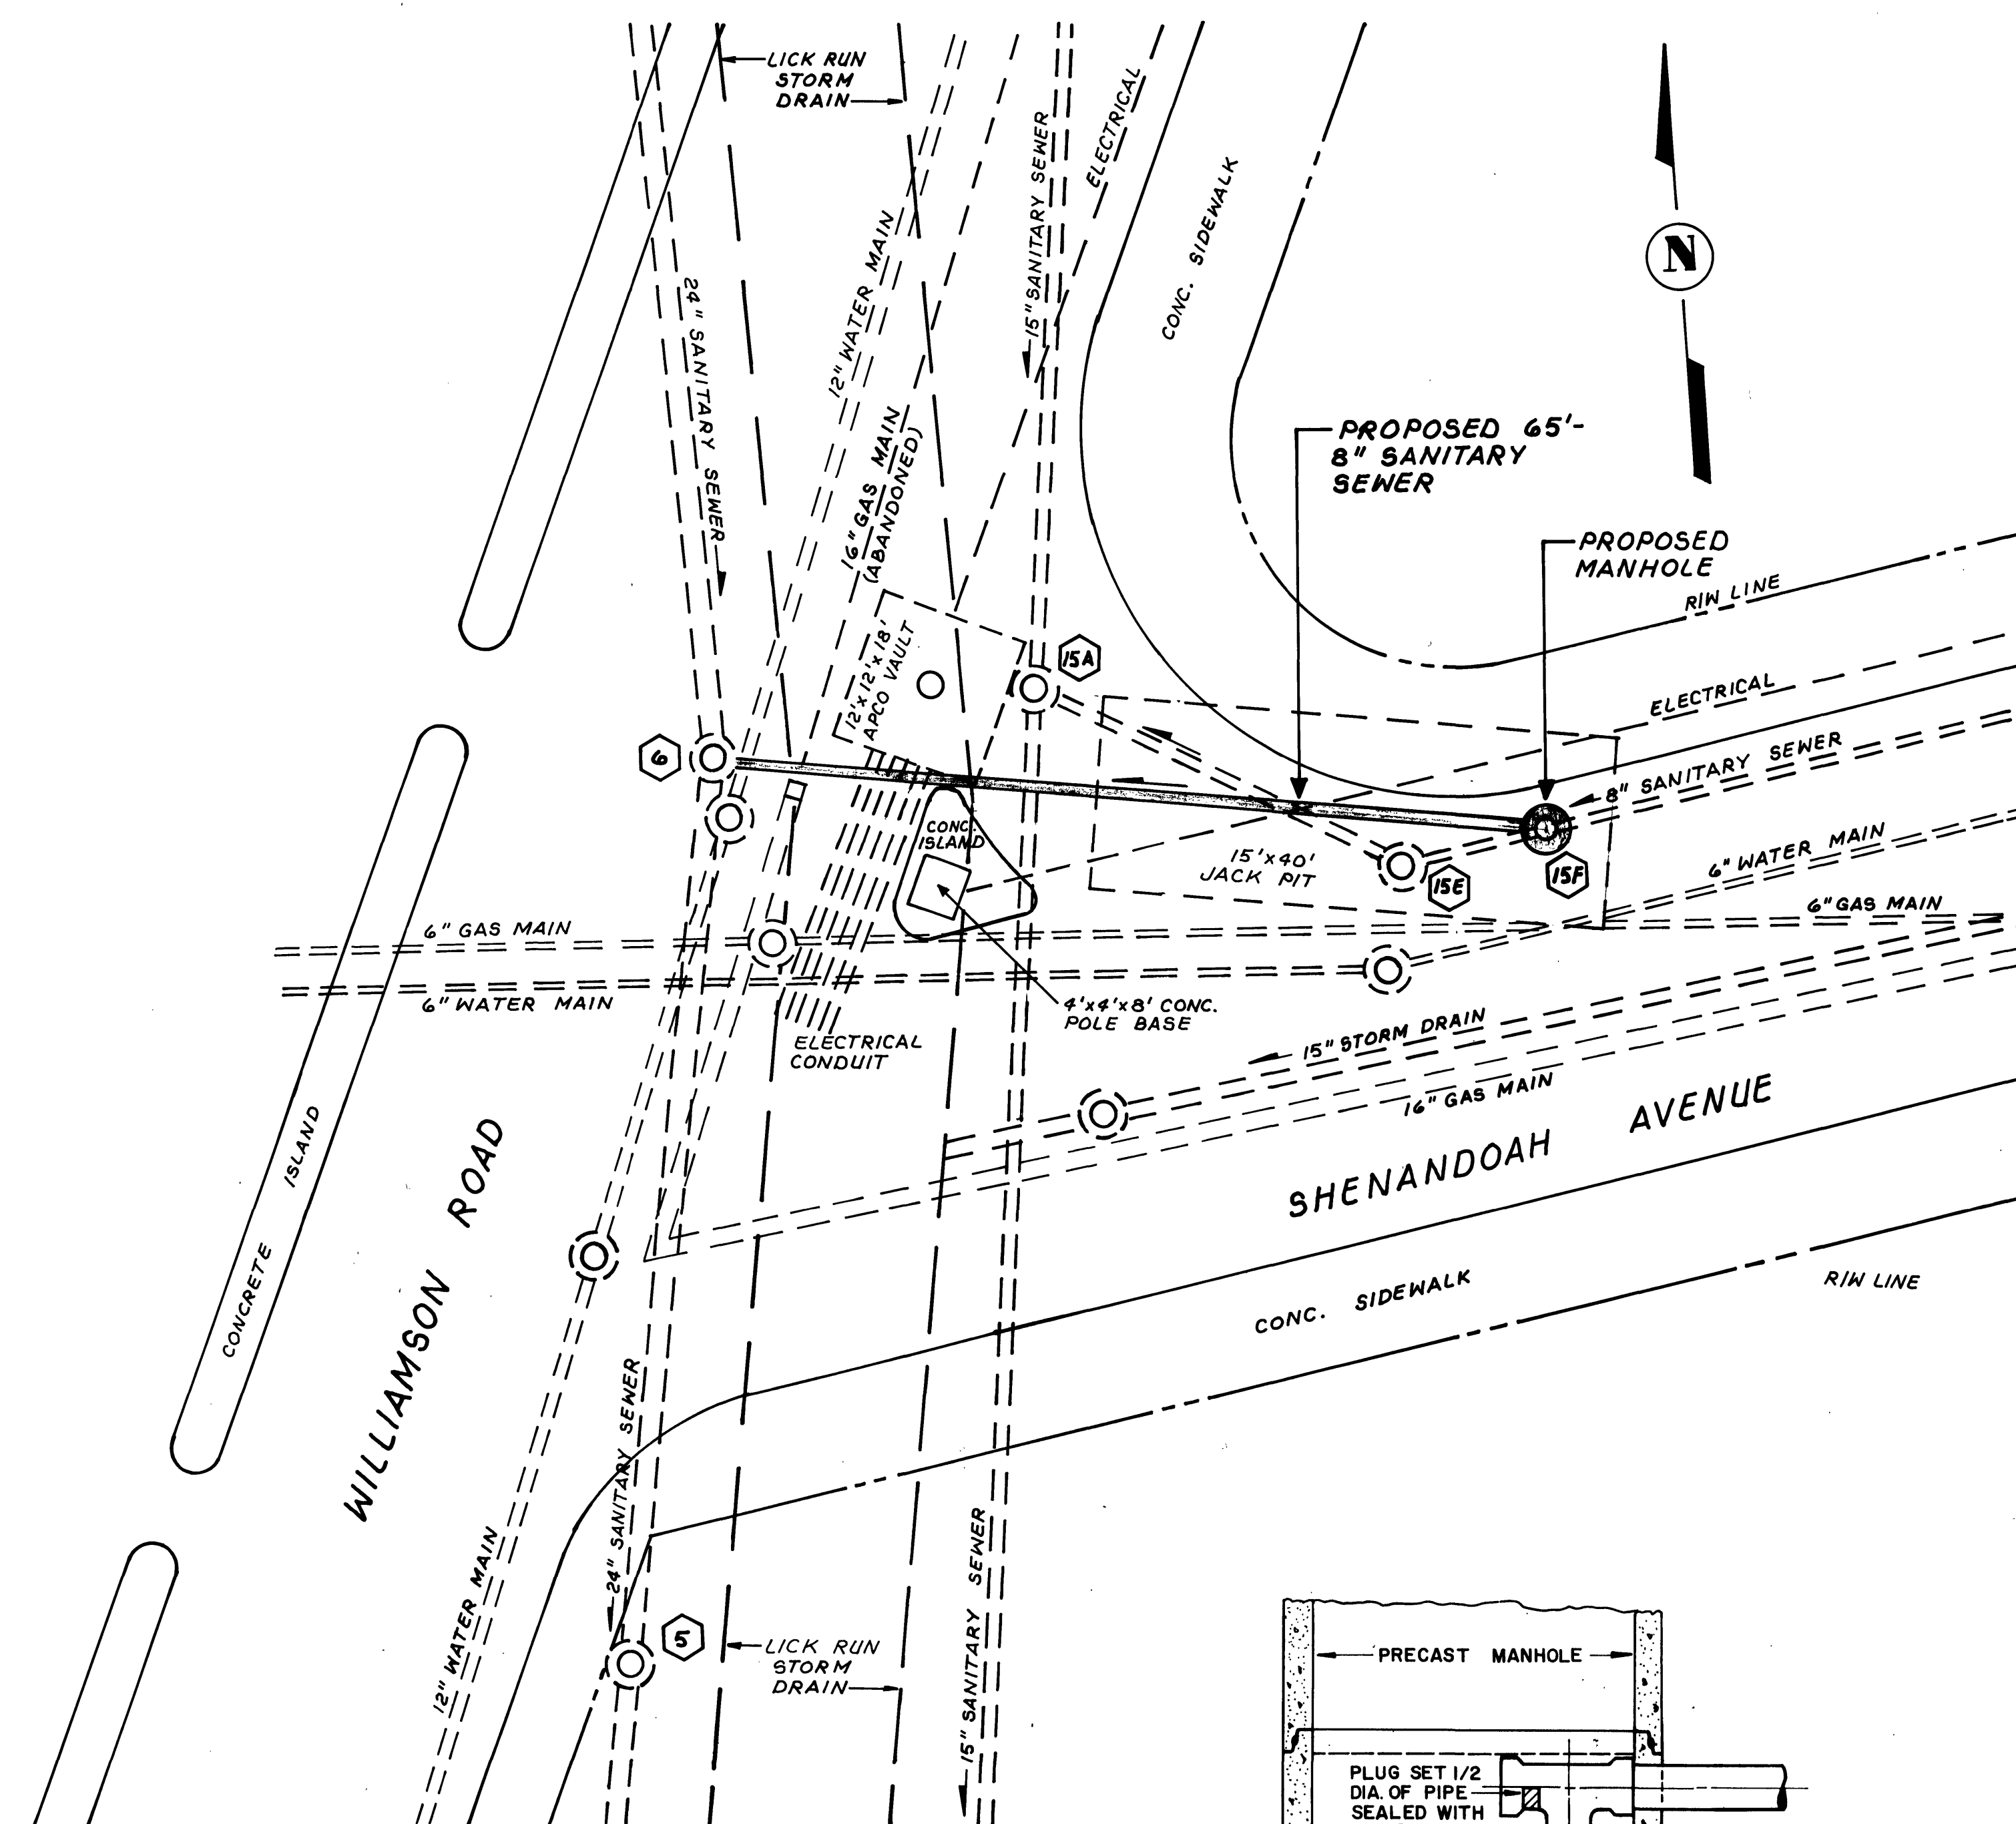 LICK RUN
STORM
DRAIN
ELECTRICAL
15" SANITARY SEWER
CONC. SIDEWALK
N
12" WATER MAIN
24" SANITARY SEWER
16" GAS MAIN
(ABANDONED)
PROPOSED 65'-
8" SANITARY
SEWER
PROPOSED
MANHOLE
R/W LINE
12'x12'x18'
APCO VAULT
15A
ELECTRICAL
6
8" SANITARY SEWER
CONC.
ISLAND
15'x40'
JACK PIT
15E
15F
6" WATER MAIN
6" GAS MAIN
6" GAS MAIN
6" WATER MAIN
4'x4'x8' CONC.
POLE BASE
ELECTRICAL
CONDUIT
15" STORM DRAIN
16" GAS MAIN
SHENANDOAH AVENUE
CONCRETE ISLAND
WILLIAMSON ROAD
CONC. SIDEWALK
R/W LINE
24" SANITARY SEWER
12" WATER MAIN
15" SANITARY SEWER
5
LICK RUN
STORM
DRAIN
PRECAST MANHOLE
PLUG SET 1/2
DIA. OF PIPE
SEALED WITH